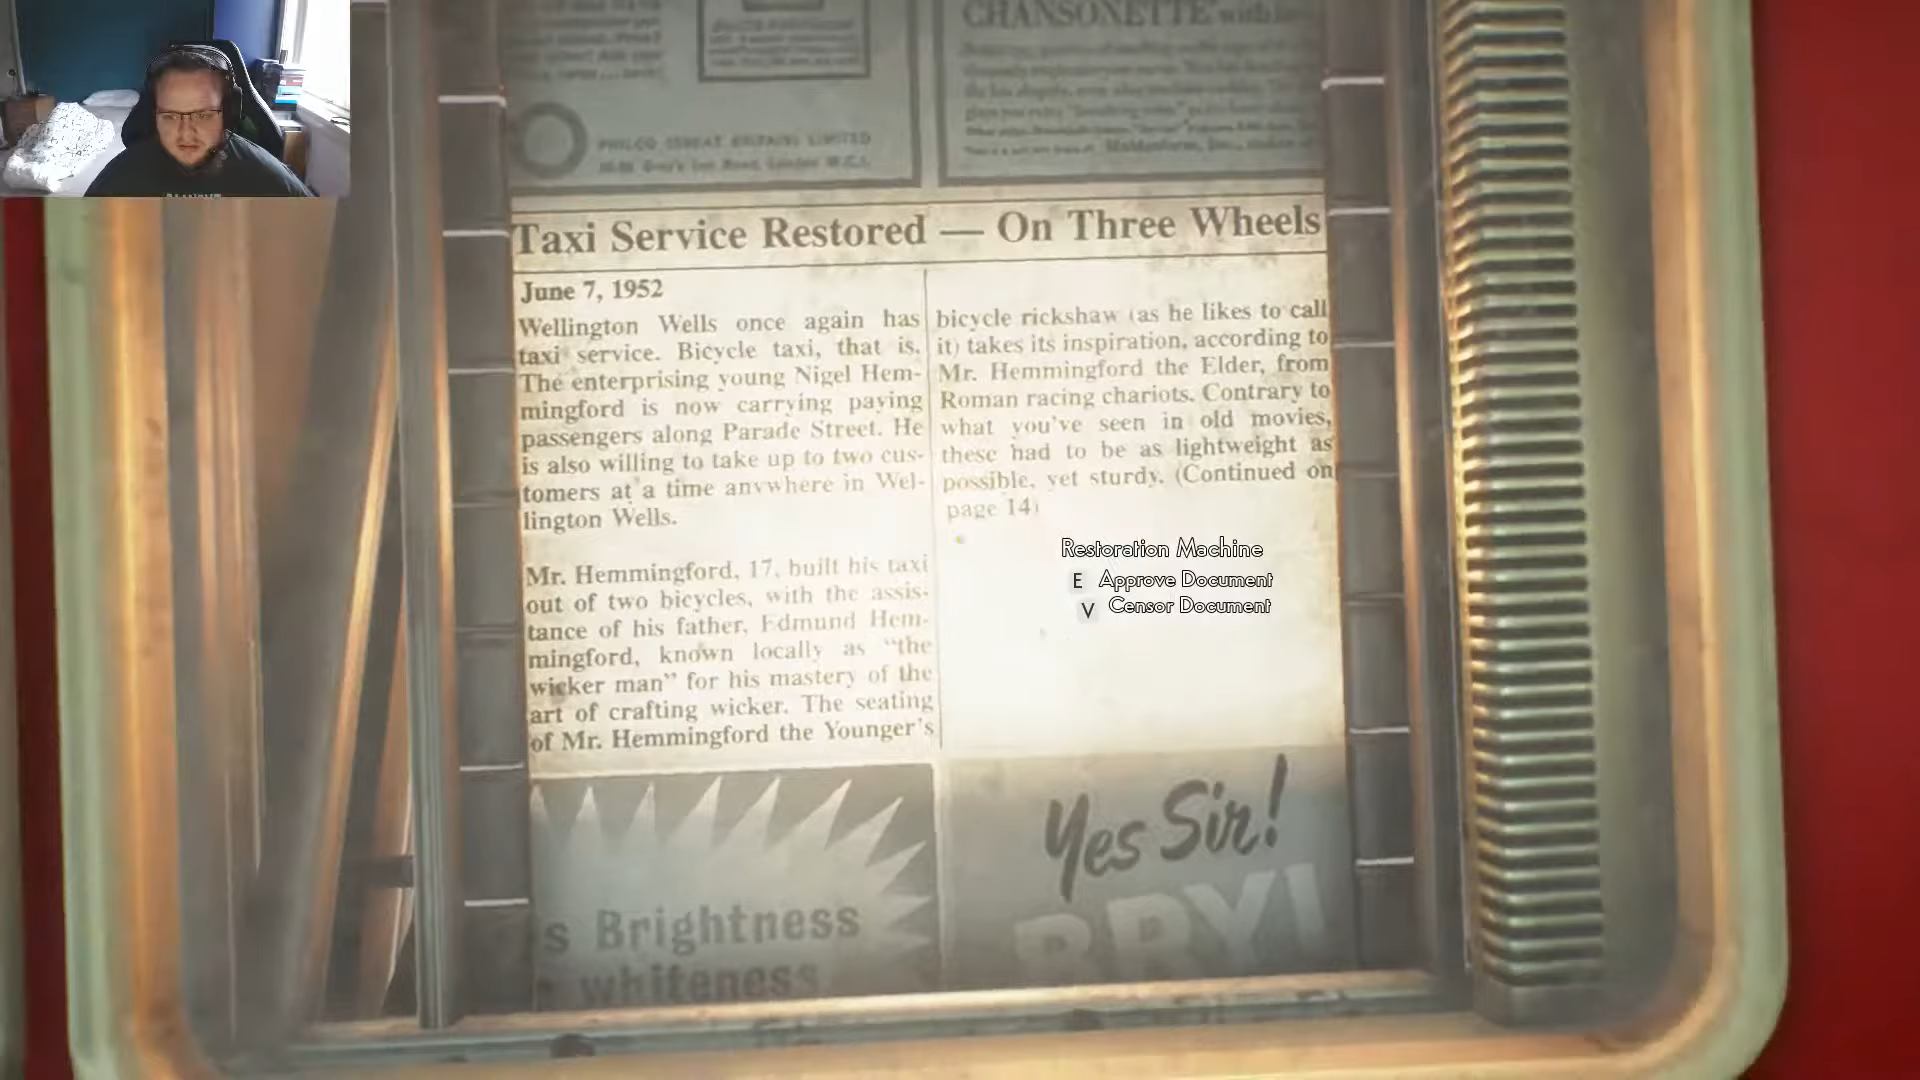 CHANSONETTE with
PHILCO (GREAT BRITAIN) LIMITED
Taxi Service Restored — On Three Wheels
June 7, 1952
Wellington Wells once again has
taxi service. Bicycle taxi, that is.
The enterprising young Nigel Hem-
mingford is now carrying paying
passengers along Parade Street. He
is also willing to take up to two cus-
tomers at a time anywhere in Wel-
lington Wells.
Mr. Hemmingford, 17, built his taxi
out of two bicycles, with the assis-
tance of his father, Edmund Hem-
mingford, known locally as "the
wicker man" for his mastery of the
art of crafting wicker. The seating
of Mr. Hemmingford the Younger's
bicycle rickshaw (as he likes to call
it) takes its inspiration, according to
Mr. Hemmingford the Elder, from
Roman racing chariots. Contrary to
what you've seen in old movies,
these had to be as lightweight as
possible, yet sturdy. (Continued on
page 14)
Restoration Machine
E Approve Document
V Censor Document
s Brightness
whiteness
Yes Sir!
BRY!